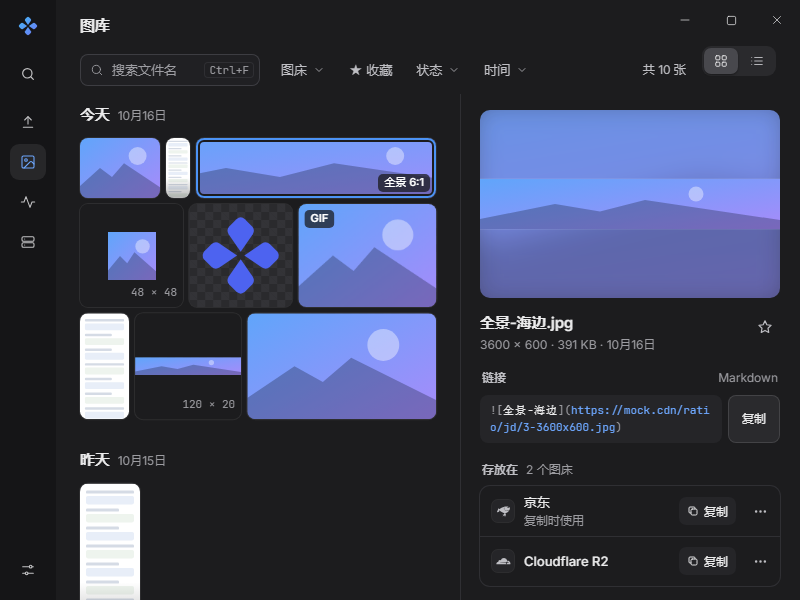 图库
搜索文件名 Ctrl+F
图床
★ 收藏
状态
时间
共 10 张
今天 10月16日
全景 6:1
48 × 48
GIF
120 × 20
昨天 10月15日
全景-海边.jpg
3600 × 600 · 391 KB · 10月16日
链接 Markdown
![全景-海边](https://mock.cdn/rati
o/jd/3-3600x600.jpg)
复制
存放在 2 个图床
京东
复制时使用
复制
Cloudflare R2
复制